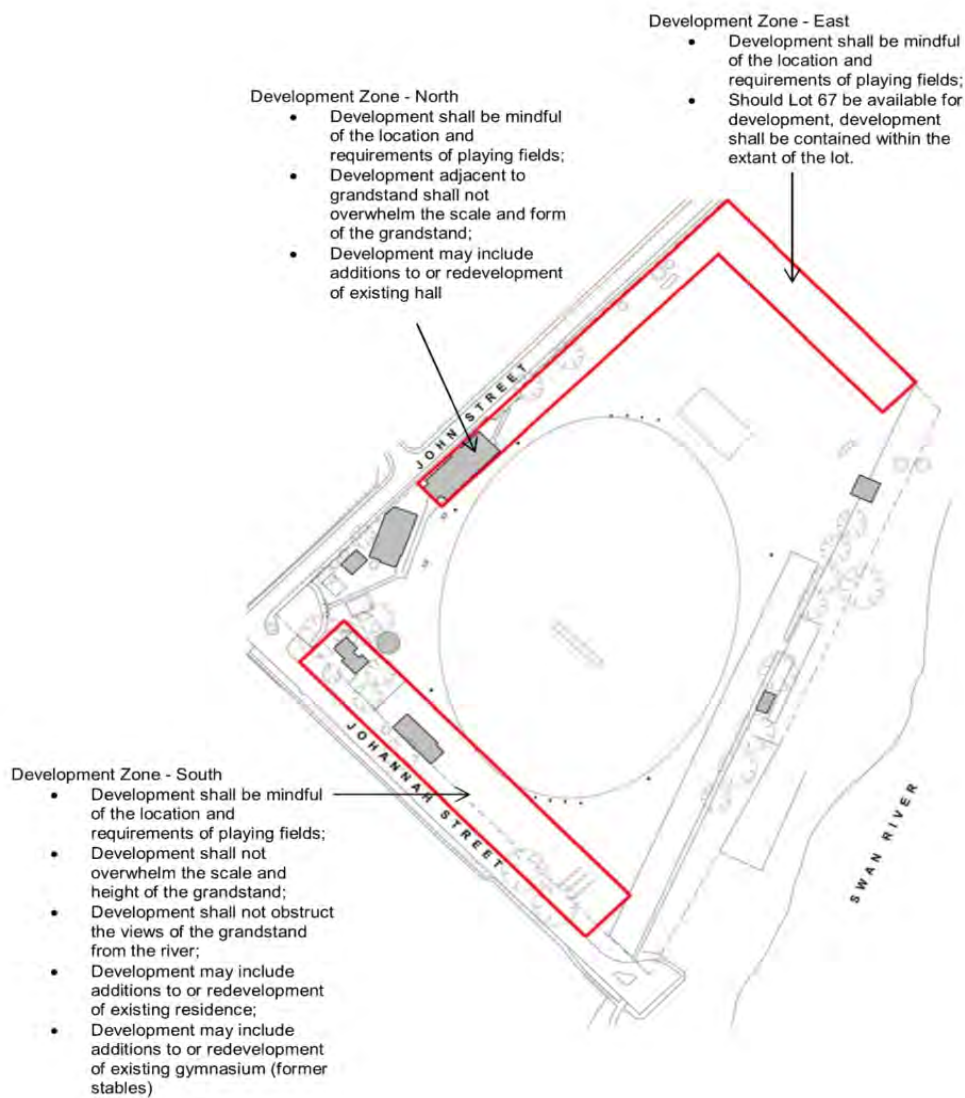 Development Zone - East
• Development shall be mindful
of the location and
requirements of playing fields;
• Should Lot 67 be available for
development, development
shall be contained within the
extant of the lot.
Development Zone - North
• Development shall be mindful
of the location and
requirements of playing fields;
• Development adjacent to
grandstand shall not
overwhelm the scale and form
of the grandstand;
• Development may include
additions to or redevelopment
of existing hall
JOHN STREET
JOHANNAH STREET
SWAN RIVER
Development Zone - South
• Development shall be mindful
of the location and
requirements of playing fields;
• Development shall not
overwhelm the scale and
height of the grandstand;
• Development shall not obstruct
the views of the grandstand
from the river;
• Development may include
additions to or redevelopment
of existing residence;
• Development may include
additions to or redevelopment
of existing gymnasium (former
stables)